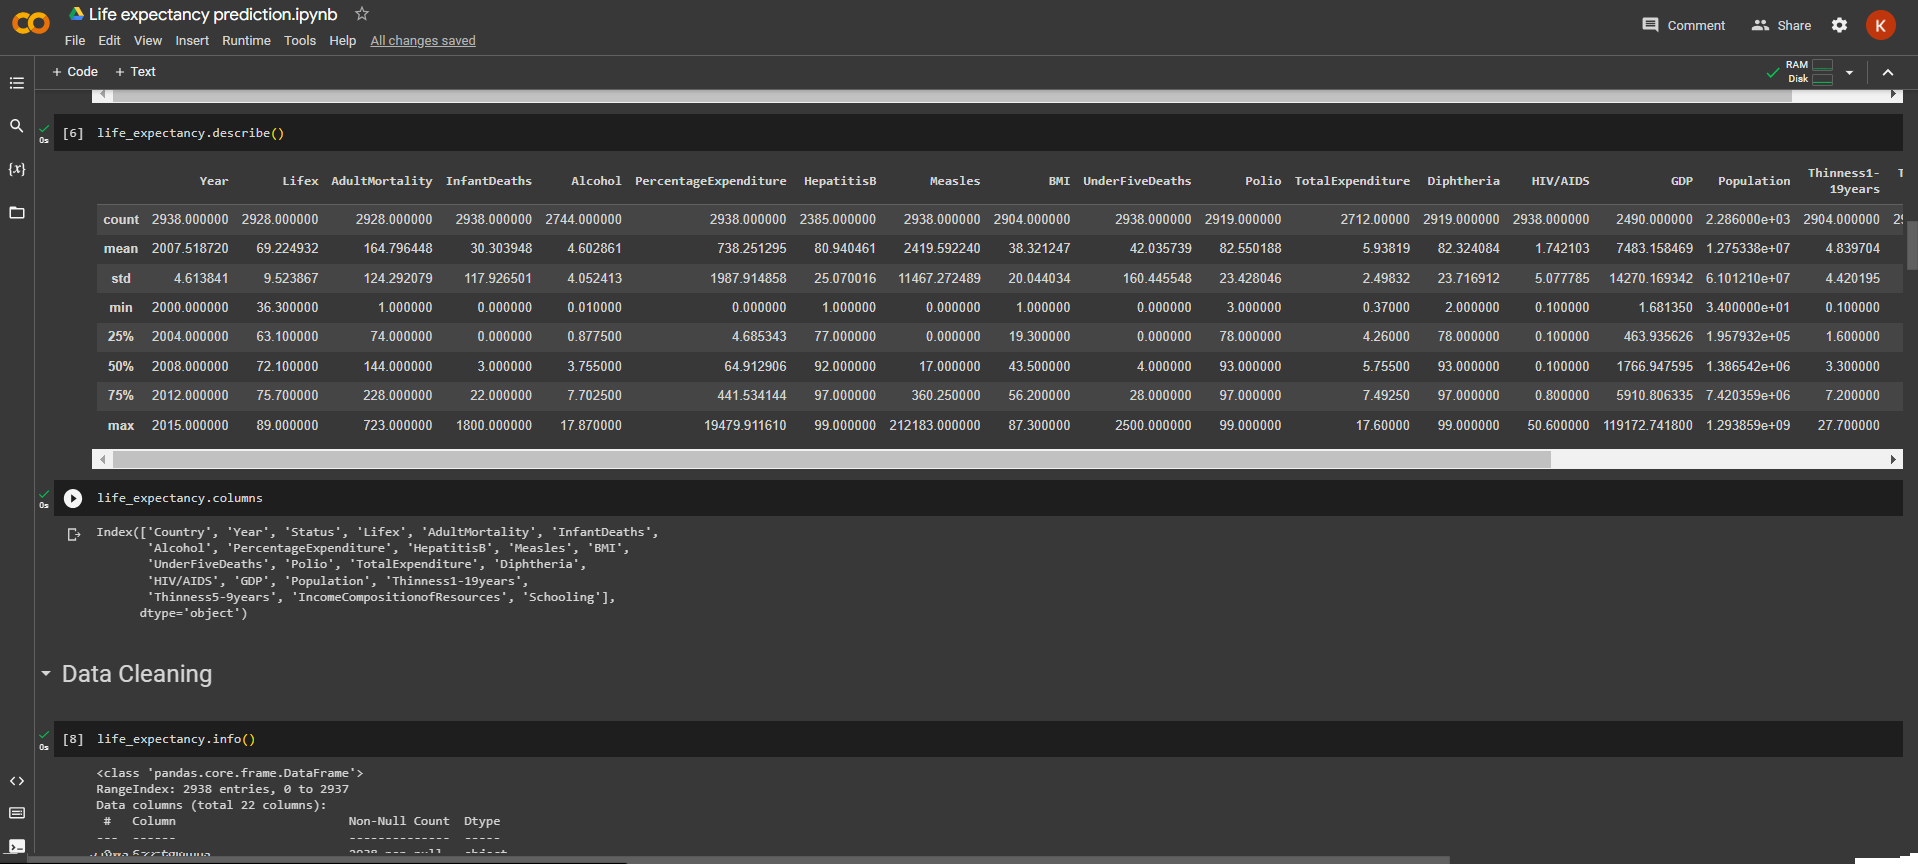 Life expectancy prediction.ipynb
File Edit View Insert Runtime Tools Help All changes saved
Comment Share K
+ Code + Text
RAM
Disk
0s
[6] life_expectancy.describe()
Year Lifex AdultMortality InfantDeaths Alcohol PercentageExpenditure HepatitisB Measles BMI UnderFiveDeaths Polio TotalExpenditure Diphtheria HIV/AIDS GDP Population Thinness1-
19years
count 2938.000000 2928.000000 2928.000000 2938.000000 2744.000000 2938.000000 2385.000000 2938.000000 2904.000000 2938.000000 2919.000000 2712.00000 2919.000000 2938.000000 2490.000000 2.286000e+03 2904.000000
mean 2007.518720 69.224932 164.796448 30.303948 4.602861 738.251295 80.940461 2419.592240 38.321247 42.035739 82.550188 5.93819 82.324084 1.742103 7483.158469 1.275338e+07 4.839704
std 4.613841 9.523867 124.292079 117.926501 4.052413 1987.914858 25.070016 11467.272489 20.044034 160.445548 23.428046 2.49832 23.716912 5.077785 14270.169342 6.101210e+07 4.420195
min 2000.000000 36.300000 1.000000 0.000000 0.010000 0.000000 1.000000 0.000000 1.000000 0.000000 3.000000 0.37000 2.000000 0.100000 1.681350 3.400000e+01 0.100000
25% 2004.000000 63.100000 74.000000 0.000000 0.877500 4.685343 77.000000 0.000000 19.300000 0.000000 78.000000 4.26000 78.000000 0.100000 463.935626 1.957932e+05 1.600000
50% 2008.000000 72.100000 144.000000 3.000000 3.755000 64.912906 92.000000 17.000000 43.500000 4.000000 93.000000 5.75500 93.000000 0.100000 1766.947595 1.386542e+06 3.300000
75% 2012.000000 75.700000 228.000000 22.000000 7.702500 441.534144 97.000000 360.250000 56.200000 28.000000 97.000000 7.49250 97.000000 0.800000 5910.806335 7.420359e+06 7.200000
max 2015.000000 89.000000 723.000000 1800.000000 17.870000 19479.911610 99.000000 212183.000000 87.300000 2500.000000 99.000000 17.60000 99.000000 50.600000 119172.741800 1.293859e+09 27.700000
0s
life_expectancy.columns
Index(['Country', 'Year', 'Status', 'Lifex', 'AdultMortality', 'InfantDeaths',
'Alcohol', 'PercentageExpenditure', 'HepatitisB', 'Measles', 'BMI',
'UnderFiveDeaths', 'Polio', 'TotalExpenditure', 'Diphtheria',
'HIV/AIDS', 'GDP', 'Population', 'Thinness1-19years',
'Thinness5-9years', 'IncomeCompositionofResources', 'Schooling'],
dtype='object')
Data Cleaning
0s
[8] life_expectancy.info()
<class 'pandas.core.frame.DataFrame'>
RangeIndex: 2938 entries, 0 to 2937
Data columns (total 22 columns):
# Column Non-Null Count Dtype
--- ------ -------------- -----